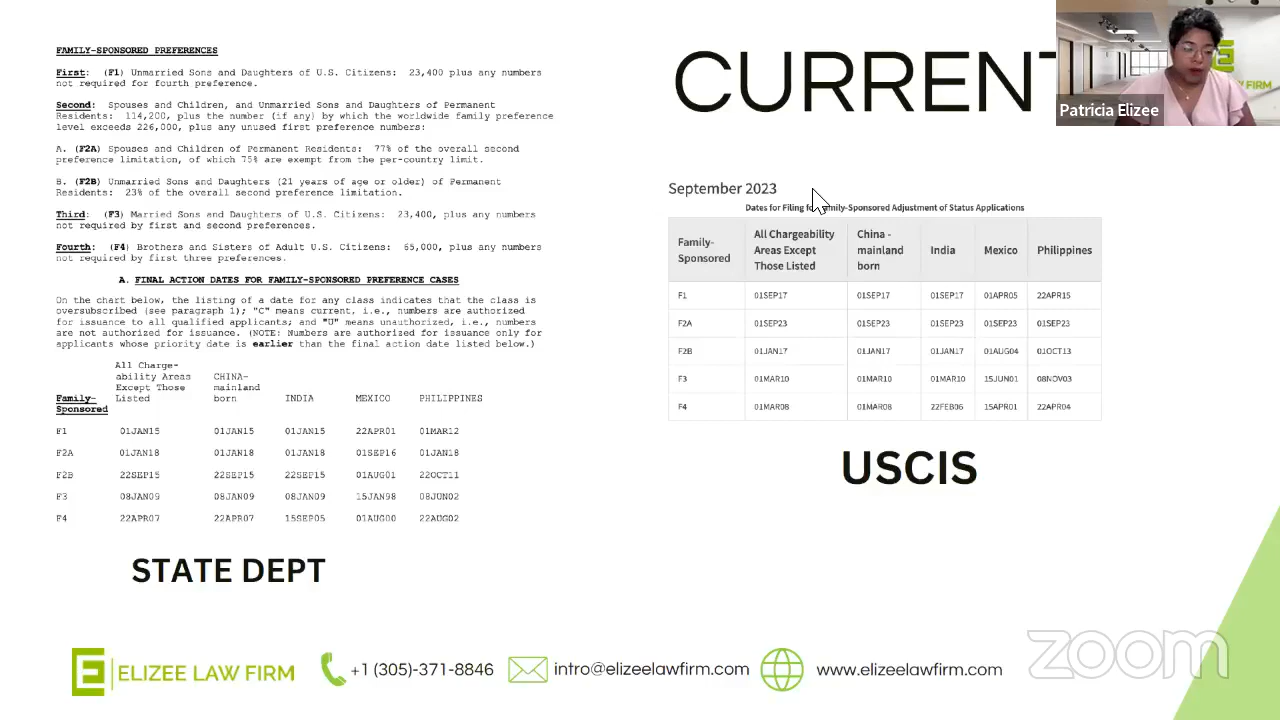 FAMILY-SPONSORED PREFERENCES
First: (F1) Unmarried Sons and Daughters of U.S. Citizens: 23,400 plus any numbers
not required for fourth preference.
Second: Spouses and Children, and Unmarried Sons and Daughters of Permanent
Residents: 114,200, plus the number (if any) by which the worldwide family preference
level exceeds 226,000, plus any unused first preference numbers:
A. (F2A) Spouses and Children of Permanent Residents: 77% of the overall second
preference limitation, of which 75% are exempt from the per-country limit.
B. (F2B) Unmarried Sons and Daughters (21 years of age or older) of Permanent
Residents: 23% of the overall second preference limitation.
Third: (F3) Married Sons and Daughters of U.S. Citizens: 23,400, plus any numbers
not required by first and second preferences.
Fourth: (F4) Brothers and Sisters of Adult U.S. Citizens: 65,000, plus any numbers
not required by first three preferences.
A. FINAL ACTION DATES FOR FAMILY-SPONSORED PREFERENCE CASES
On the chart below, the listing of a date for any class indicates that the class is
oversubscribed (see paragraph 1); "C" means current, i.e., numbers are authorized
for issuance to all qualified applicants; and "U" means unauthorized, i.e., numbers
are not authorized for issuance. (NOTE: Numbers are authorised for issuance only for
applicants whose priority date is earlier than the final action date listed below.)
Family-
Sponsored
All Charge-
ability Areas
Except Those
Listed
CHINA-
mainland
born
INDIA
MEXICO
PHILIPPINES
F1 01JAN15 01JAN15 01JAN15 22APR01 01MAR12
F2A 01JAN18 01JAN18 01JAN18 01SEP16 01JAN18
F2B 22SEP15 22SEP15 22SEP15 01AUG01 22OCT11
F3 08JAN09 08JAN09 08JAN09 15JAN98 08JUN02
F4 22APR07 22APR07 15SEP05 01AUG00 22AUG02
STATE DEPT
CURRENT
Patricia Elizee
FIRM
September 2023
Dates for Filing for Family-Sponsored Adjustment of Status Applications
Family-
Sponsored
All Chargeability
Areas Except
Those Listed
China -
mainland
born
India
Mexico
Philippines
F1 01SEP17 01SEP17 01SEP17 01APR05 22APR15
F2A 01SEP23 01SEP23 01SEP23 01SEP23 01SEP23
F2B 01JAN17 01JAN17 01JAN17 01AUG04 01OCT13
F3 01MAR10 01MAR10 01MAR10 15JUN01 08NOV03
F4 01MAR08 01MAR08 22FEB06 15APR01 22APR04
USCIS
ELIZEE LAW FIRM
+1 (305)-371-8846
intro@elizeelawfirm.com
www.elizeelawfirm.com
zoom